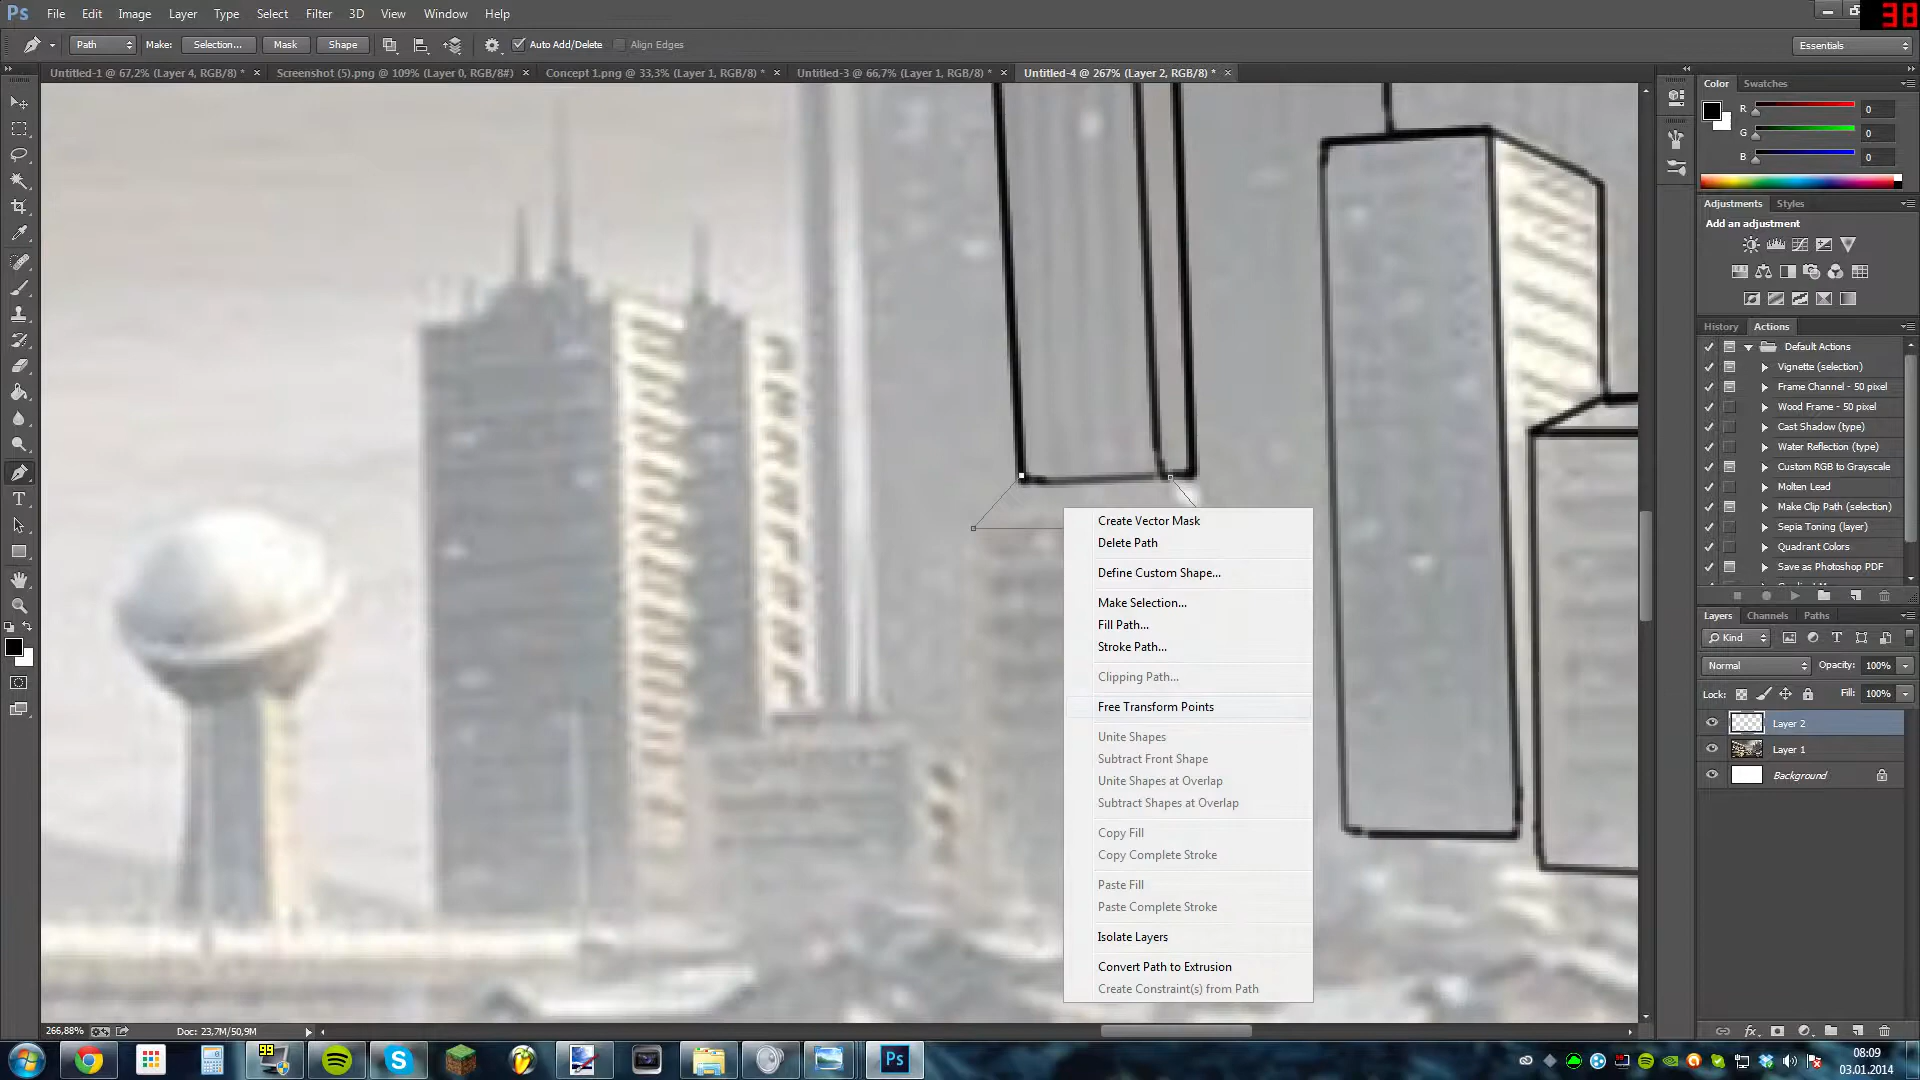 Ps File Edit Image Layer Type Select Filter 3D View Window Help
38
Path Make: Selection... Mask Shape Auto Add/Delete Align Edges Essentials
Untitled-1 @ 67,2% (Layer 4, RGB/8) * Screenshot (5).png @ 109% (Layer 0, RGB/8#) Concept 1.png @ 33,3% (Layer 1, RGB/8) * Untitled-3 @ 66,7% (Layer 1, RGB/8) * Untitled-4 @ 267% (Layer 2, RGB/8) *
Color Swatches
R 0
G 0
B 0
Adjustments Styles
Add an adjustment
History Actions
Default Actions
Vignette (selection)
Frame Channel - 50 pixel
Wood Frame - 50 pixel
Cast Shadow (type)
Water Reflection (type)
Custom RGB to Grayscale
Molten Lead
Make Clip Path (selection)
Sepia Toning (layer)
Quadrant Colors
Save as Photoshop PDF
Create Vector Mask
Delete Path
Define Custom Shape...
Make Selection...
Fill Path...
Stroke Path...
Clipping Path...
Free Transform Points
Unite Shapes
Subtract Front Shape
Unite Shapes at Overlap
Subtract Shapes at Overlap
Copy Fill
Copy Complete Stroke
Paste Fill
Paste Complete Stroke
Isolate Layers
Convert Path to Extrusion
Create Constraint(s) from Path
Layers Channels Paths
Kind
Normal Opacity: 100%
Lock: Fill: 100%
Layer 2
Layer 1
Background
266,88% Doc: 23,7M/50,9M
99
Ps
08:09
03.01.2014